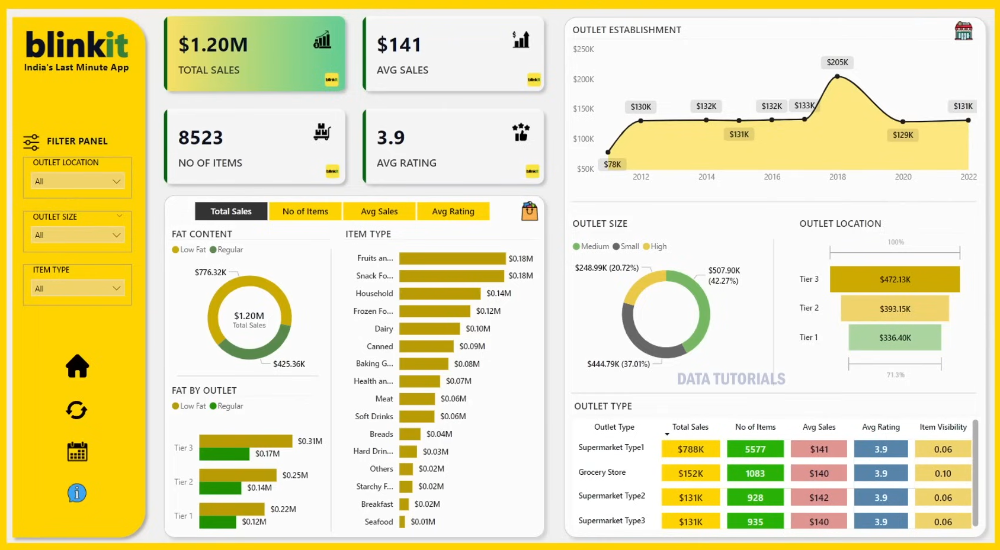 blinkit
India's Last Minute App
FILTER PANEL
OUTLET LOCATION
All
OUTLET SIZE
All
ITEM TYPE
All
$1.20M
TOTAL SALES
blinkit
$141
AVG SALES
blinkit
8523
NO OF ITEMS
blinkit
3.9
AVG RATING
blinkit
Total Sales
No of Items
Avg Sales
Avg Rating
FAT CONTENT
Low Fat Regular
$776.32K
$1.20M
Total Sales
$425.36K
FAT BY OUTLET
Low Fat Regular
Tier 3 $0.31M
$0.17M
Tier 2 $0.25M
$0.14M
Tier 1 $0.22M
$0.12M
ITEM TYPE
Fruits an... $0.18M
Snack Fo... $0.18M
Household $0.14M
Frozen Fo... $0.12M
Dairy $0.10M
Canned $0.09M
Baking G... $0.08M
Health an... $0.07M
Meat $0.06M
Soft Drinks $0.06M
Breads $0.04M
Hard Drin... $0.03M
Others $0.02M
Starchy F... $0.02M
Breakfast $0.02M
Seafood $0.01M
OUTLET ESTABLISHMENT
$250K
$200K
$150K
$100K
$50K
$78K
$130K
$132K
$131K
$132K
$133K
$205K
$129K
$131K
2012 2014 2016 2018 2020 2022
OUTLET SIZE
Medium Small High
$248.99K (20.72%)
$507.90K
(42.27%)
$444.79K (37.01%)
OUTLET LOCATION
100%
Tier 3 $472.13K
Tier 2 $393.15K
Tier 1 $336.40K
71.3%
DATA TUTORIALS
OUTLET TYPE
Outlet Type Total Sales No of Items Avg Sales Avg Rating Item Visibility
Supermarket Type1 $788K 5577 $141 3.9 0.06
Grocery Store $152K 1083 $140 3.9 0.10
Supermarket Type2 $131K 928 $142 3.9 0.06
Supermarket Type3 $131K 935 $140 3.9 0.06